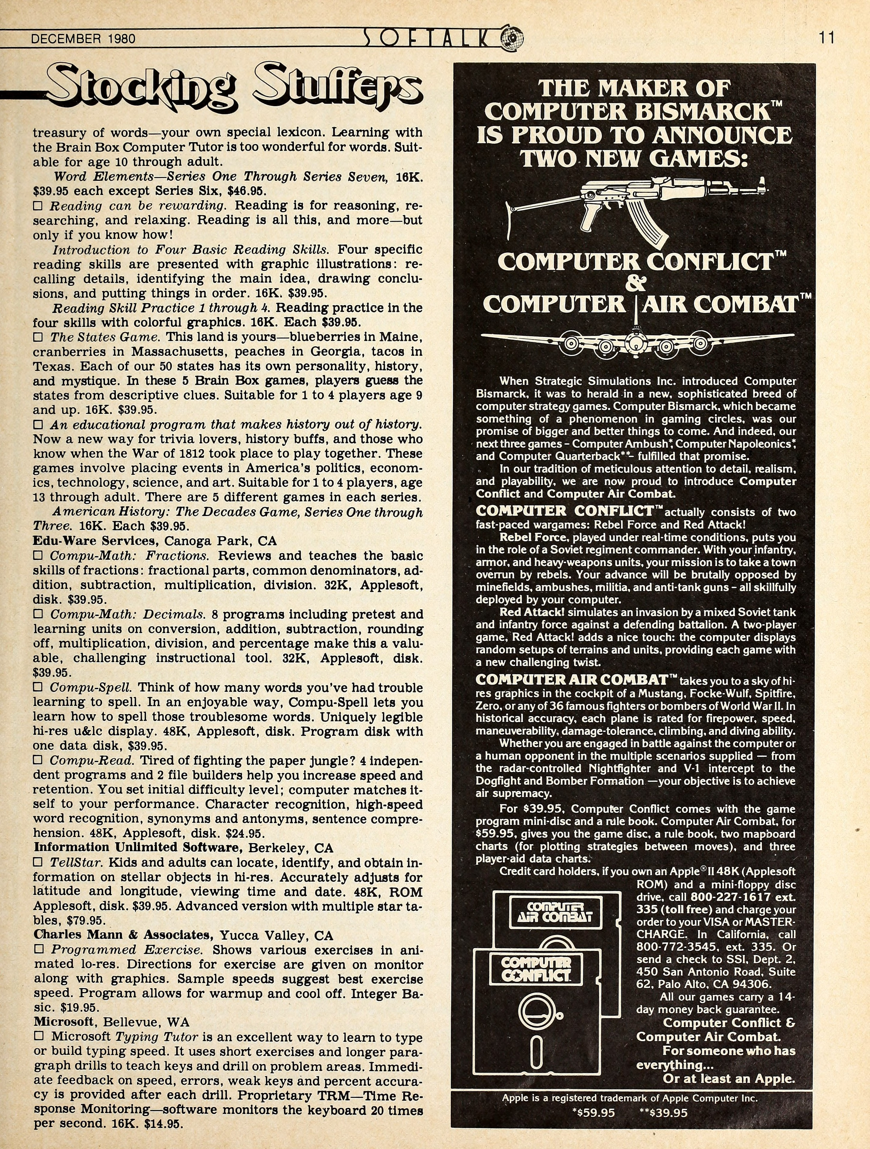 DECEMBER 1980
SOFTALK
11
Stocking Stuffers
treasury of words—your own special lexicon. Learning with
the Brain Box Computer Tutor is too wonderful for words. Suit-
able for age 10 through adult.
Word Elements—Series One Through Series Seven, 16K.
$39.95 each except Series Six, $46.95.
☐ Reading can be rewarding. Reading is for reasoning, re-
searching, and relaxing. Reading is all this, and more—but
only if you know how!
Introduction to Four Basic Reading Skills. Four specific
reading skills are presented with graphic illustrations: re-
calling details, identifying the main idea, drawing conclu-
sions, and putting things in order. 16K. $39.95.
Reading Skill Practice 1 through 4. Reading practice in the
four skills with colorful graphics. 16K. Each $39.95.
☐ The States Game. This land is yours—blueberries in Maine,
cranberries in Massachusetts, peaches in Georgia, tacos in
Texas. Each of our 50 states has its own personality, history,
and mystique. In these 5 Brain Box games, players guess the
states from descriptive clues. Suitable for 1 to 4 players age 9
and up. 16K. $39.95.
☐ An educational program that makes history out of history.
Now a new way for trivia lovers, history buffs, and those who
know when the War of 1812 took place to play together. These
games involve placing events in America's politics, econom-
ics, technology, science, and art. Suitable for 1 to 4 players, age
13 through adult. There are 5 different games in each series.
American History: The Decades Game, Series One through
Three. 16K. Each $39.95.
Edu-Ware Services, Canoga Park, CA
☐ Compu-Math: Fractions. Reviews and teaches the basic
skills of fractions: fractional parts, common denominators, ad-
dition, subtraction, multiplication, division. 32K, Applesoft,
disk. $39.95.
☐ Compu-Math: Decimals. 8 programs including pretest and
learning units on conversion, addition, subtraction, rounding
off, multiplication, division, and percentage make this a valu-
able, challenging instructional tool. 32K, Applesoft, disk.
$39.95.
☐ Compu-Spell. Think of how many words you've had trouble
learning to spell. In an enjoyable way, Compu-Spell lets you
learn how to spell those troublesome words. Uniquely legible
hi-res u&lc display. 48K, Applesoft, disk. Program disk with
one data disk, $39.95.
☐ Compu-Read. Tired of fighting the paper jungle? 4 indepen-
dent programs and 2 file builders help you increase speed and
retention. You set initial difficulty level; computer matches it-
self to your performance. Character recognition, high-speed
word recognition, synonyms and antonyms, sentence compre-
hension. 48K, Applesoft, disk. $24.95.
Information Unlimited Software, Berkeley, CA
☐ TellStar. Kids and adults can locate, identify, and obtain in-
formation on stellar objects in hi-res. Accurately adjusts for
latitude and longitude, viewing time and date. 48K, ROM
Applesoft, disk. $39.95. Advanced version with multiple star ta-
bles, $79.95.
Charles Mann & Associates, Yucca Valley, CA
☐ Programmed Exercise. Shows various exercises in ani-
mated lo-res. Directions for exercise are given on monitor
along with graphics. Sample speeds suggest best exercise
speed. Program allows for warmup and cool off. Integer Ba-
sic. $19.95.
Microsoft, Bellevue, WA
☐ Microsoft Typing Tutor is an excellent way to learn to type
or build typing speed. It uses short exercises and longer para-
graph drills to teach keys and drill on problem areas. Immedi-
ate feedback on speed, errors, weak keys and percent accura-
cy is provided after each drill. Proprietary TRM—Time Re-
sponse Monitoring—software monitors the keyboard 20 times
per second. 16K. $14.95.
THE MAKER OF
COMPUTER BISMARCK™
IS PROUD TO ANNOUNCE
TWO NEW GAMES:
COMPUTER CONFLICT™
&
COMPUTER AIR COMBAT™
When Strategic Simulations Inc. introduced Computer
Bismarck, it was to herald in a new, sophisticated breed of
computer strategy games. Computer Bismarck, which became
something of a phenomenon in gaming circles, was our
promise of bigger and better things to come. And indeed, our
next three games – Computer Ambush*, Computer Napoleonics*,
and Computer Quarterback** – fulfilled that promise.
In our tradition of meticulous attention to detail, realism,
and playability, we are now proud to introduce Computer
Conflict and Computer Air Combat.
COMPUTER CONFLICT™ actually consists of two
fast-paced wargames: Rebel Force and Red Attack!
Rebel Force, played under real-time conditions, puts you
in the role of a Soviet regiment commander. With your infantry,
armor, and heavy-weapons units, your mission is to take a town
overrun by rebels. Your advance will be brutally opposed by
minefields, ambushes, militia, and anti-tank guns – all skillfully
deployed by your computer.
Red Attack! simulates an invasion by a mixed Soviet tank
and infantry force against a defending battalion. A two-player
game, Red Attack! adds a nice touch: the computer displays
random setups of terrains and units, providing each game with
a new challenging twist.
COMPUTER AIR COMBAT™ takes you to a sky of hi-
res graphics in the cockpit of a Mustang, Focke-Wulf, Spitfire,
Zero, or any of 36 famous fighters or bombers of World War II. In
historical accuracy, each plane is rated for firepower, speed,
maneuverability, damage-tolerance, climbing, and diving ability.
Whether you are engaged in battle against the computer or
a human opponent in the multiple scenarios supplied — from
the radar-controlled Nightfighter and V-1 intercept to the
Dogfight and Bomber Formation —your objective is to achieve
air supremacy.
For $39.95, Computer Conflict comes with the game
program mini-disc and a rule book. Computer Air Combat, for
$59.95, gives you the game disc, a rule book, two mapboard
charts (for plotting strategies between moves), and three
player-aid data charts.
Credit card holders, if you own an Apple® II 48K (Applesoft
ROM) and a mini-floppy disc
drive, call 800-227-1617 ext.
335 (toll free) and charge your
order to your VISA or MASTER-
CHARGE. In California, call
800-772-3545, ext. 335. Or
send a check to SSI, Dept. 2,
450 San Antonio Road, Suite
62, Palo Alto, CA 94306.
All our games carry a 14-
day money back guarantee.
Computer Conflict &
Computer Air Combat.
For someone who has
everything...
Or at least an Apple.
COMPUTER
AIR COMBAT
COMPUTER
CONFLICT
Apple is a registered trademark of Apple Computer Inc.
*$59.95 **$39.95